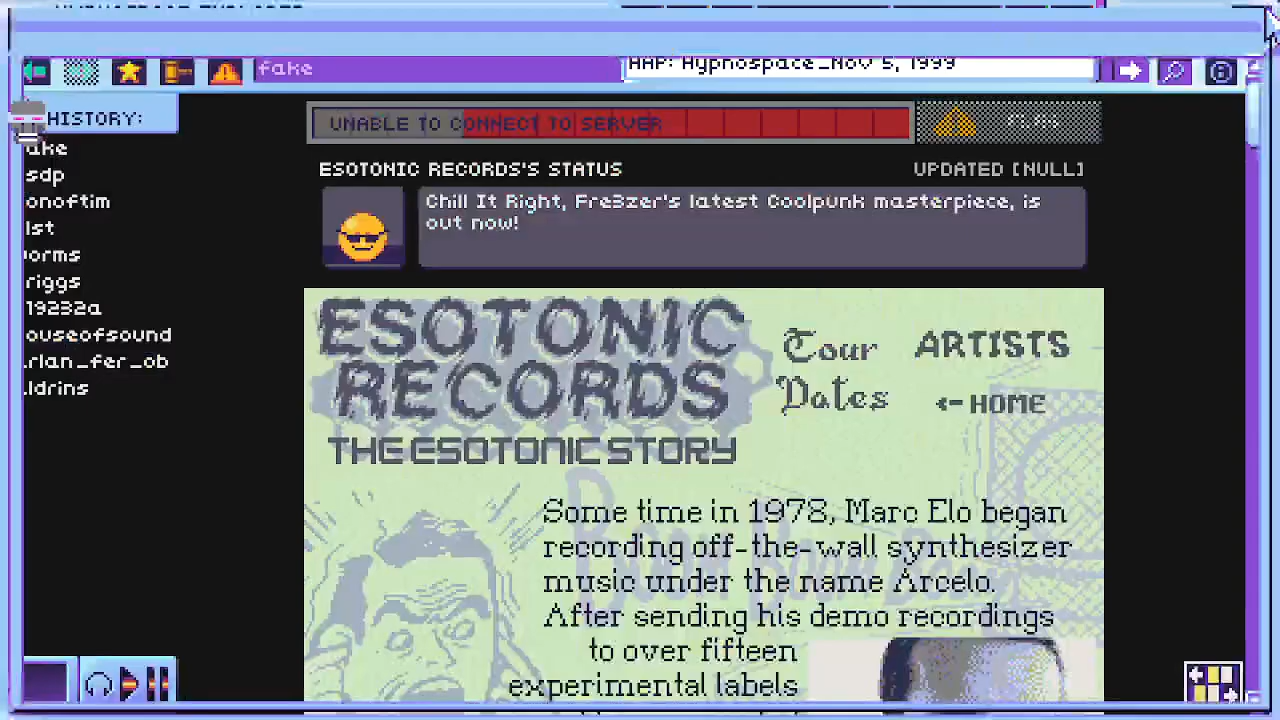 fake
HAP: Hypnospace_Nov 5, 1999
HISTORY:
ake
sdp
onoftim
lst
orms
riggs
19232a
ouseofsound
rlan_fer_ob
ldrins
UNABLE TO CONNECT TO SERVER
ESOTONIC RECORDS'S STATUS
UPDATED [NULL]
Chill It Right, Fre3zer's latest Coolpunk masterpiece, is
out now!
ESOTONIC
RECORDS
THE ESOTONIC STORY
Tour
Dates
ARTISTS
<-HOME
Some time in 1978, Marc Elo began
recording off-the-wall synthesizer
music under the name Arcelo.
After sending his demo recordings
to over fifteen
experimental labels